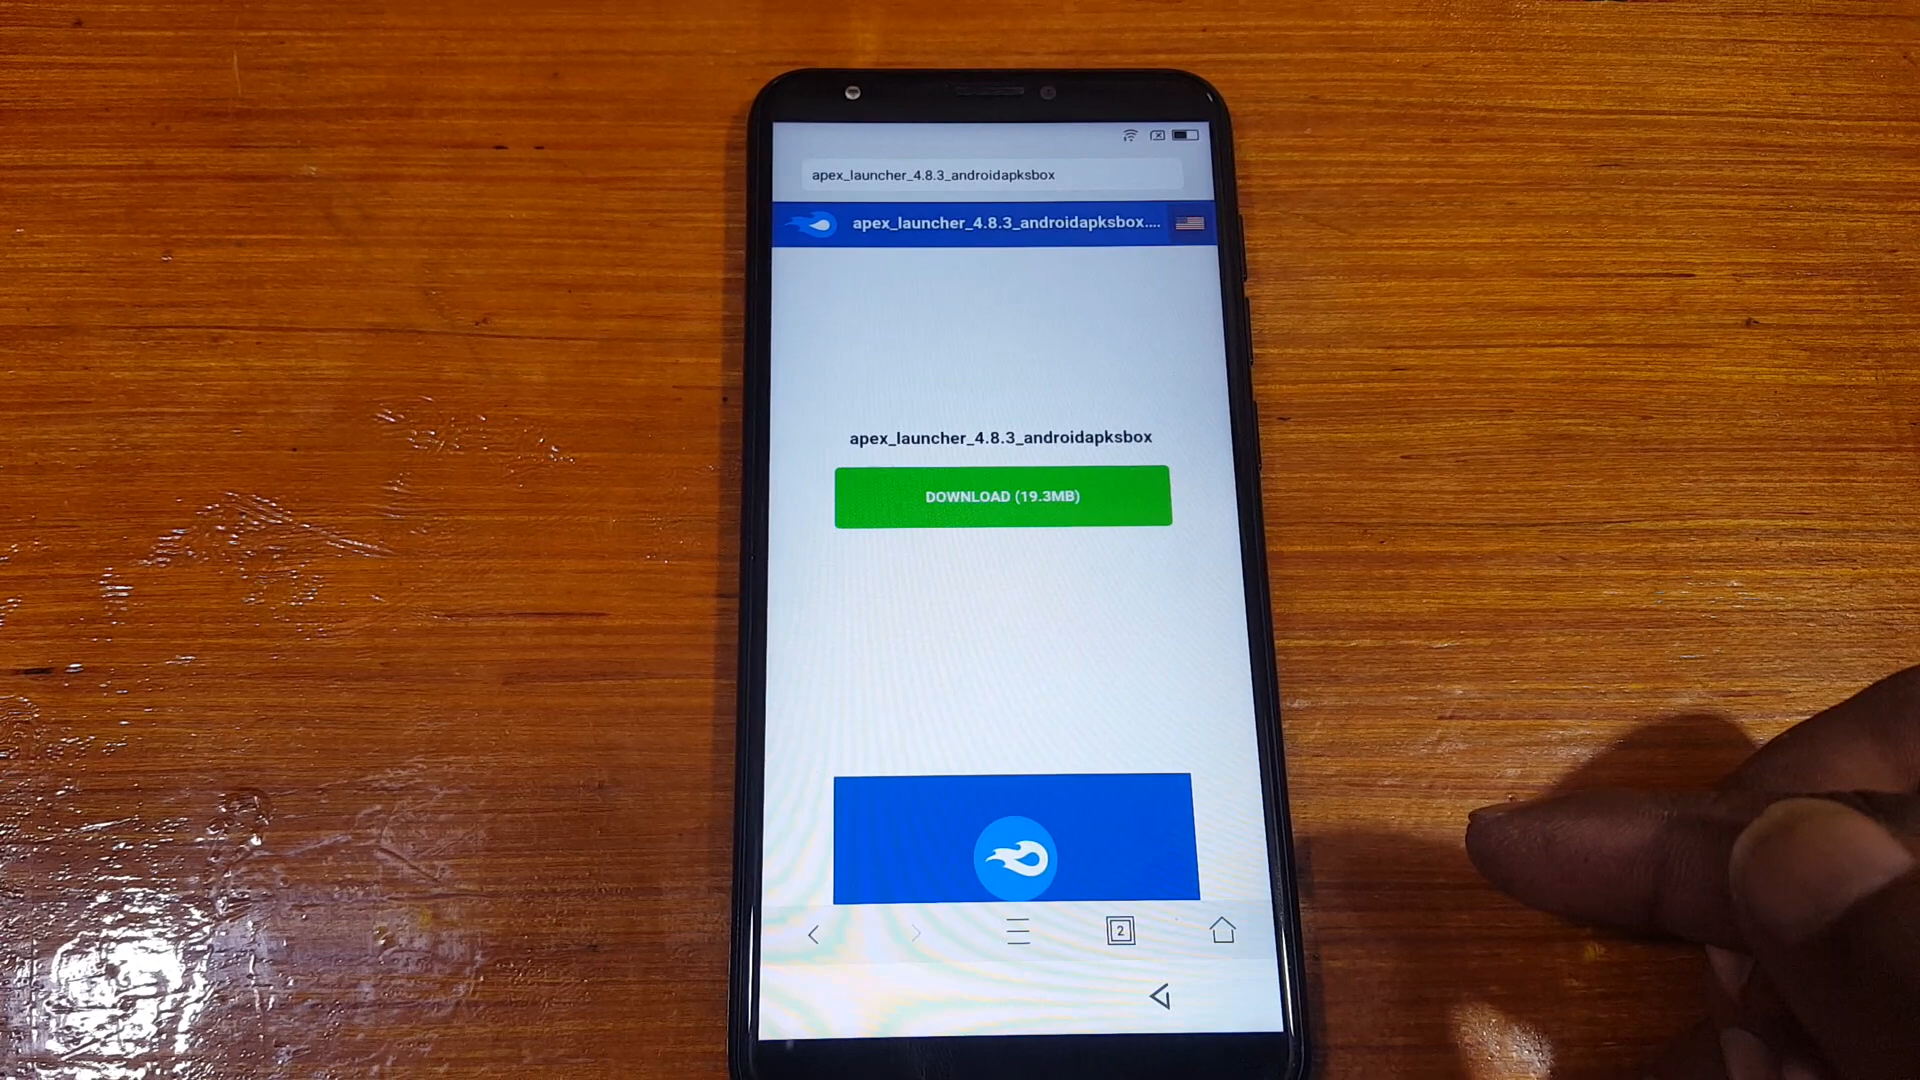 apex_launcher_4.8.3_androidapksbox
apex_launcher_4.8.3_androidapksbox....
apex_launcher_4.8.3_androidapksbox
DOWNLOAD (19.3MB)
2